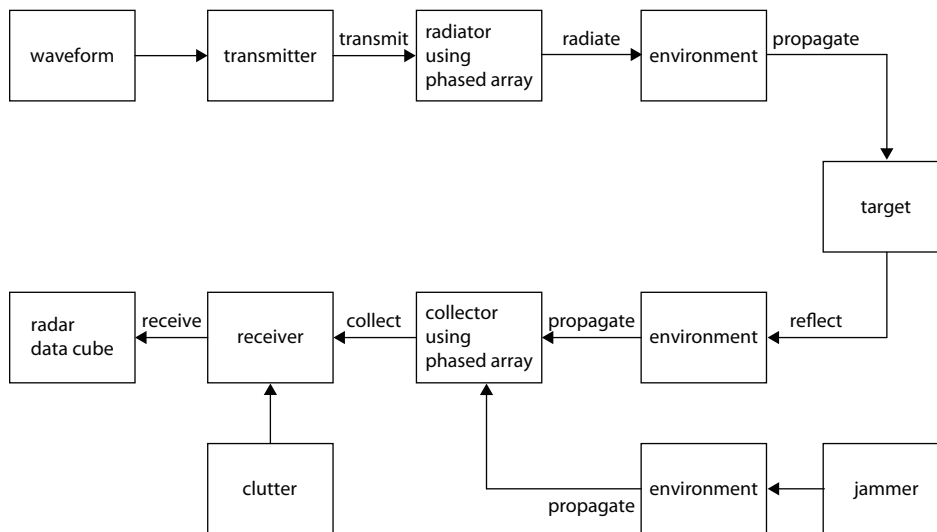 waveform
transmitter
transmit
radiator
using
phased array
radiate
environment
propagate
target
reflect
environment
propagate
collector
using
phased array
collect
receiver
receive
radar
data cube
clutter
propagate
environment
jammer